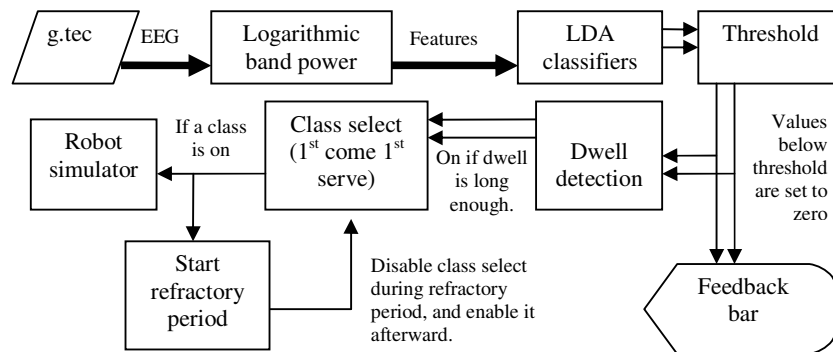 g.tec
EEG
Logarithmic
band power
Features
LDA
classifiers
Threshold
Robot
simulator
If a class
is on
Class select
(1st come 1st
serve)
On if dwell
is long
enough.
Dwell
detection
Values
below
threshold
are set to
zero
Start
refractory
period
Disable class select
during refractory
period, and enable it
afterward.
Feedback
bar